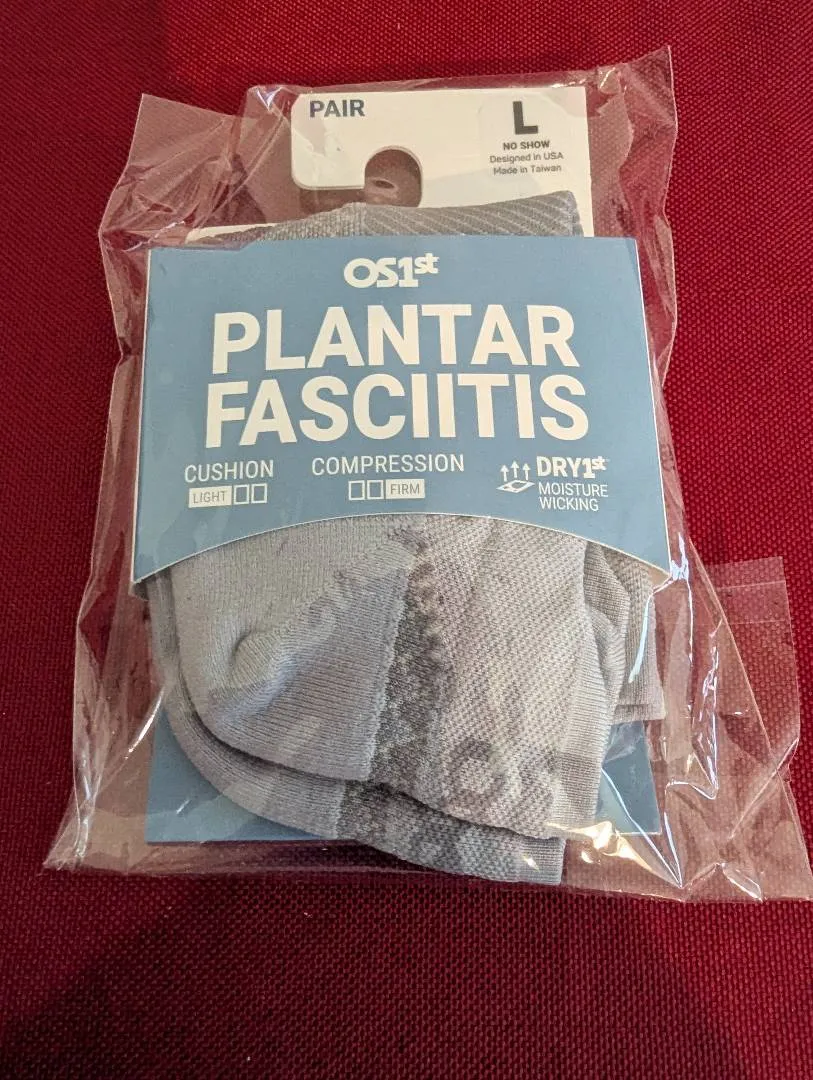 PAIR
L
NO SHOW
Designed in USA
Made in Taiwan
OS1st
PLANTAR
FASCIITIS
CUSHION
LIGHT
COMPRESSION
FIRM
DRY1st
MOISTURE
WICKING